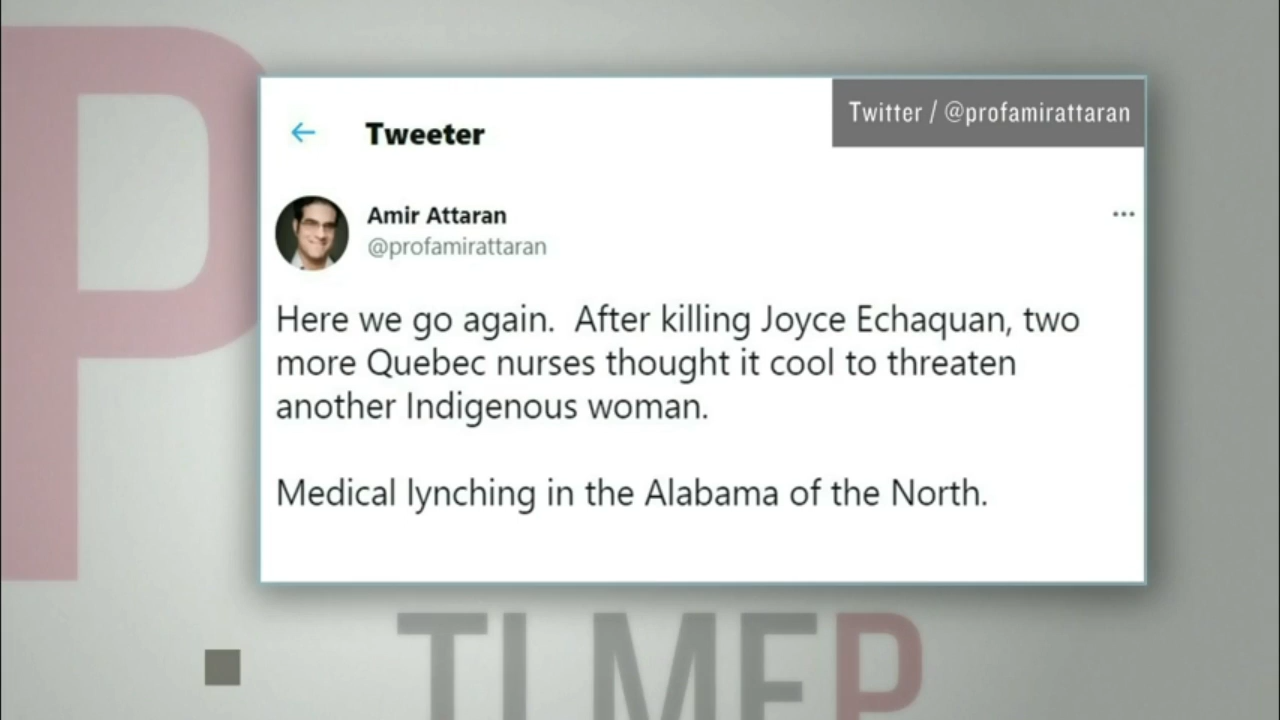 P
Twitter / @profamirattaran
Tweeter
Amir Attaran
@profamirattaran
Here we go again.  After killing Joyce Echaquan, two
more Quebec nurses thought it cool to threaten
another Indigenous woman.
Medical lynching in the Alabama of the North.
TLMEP